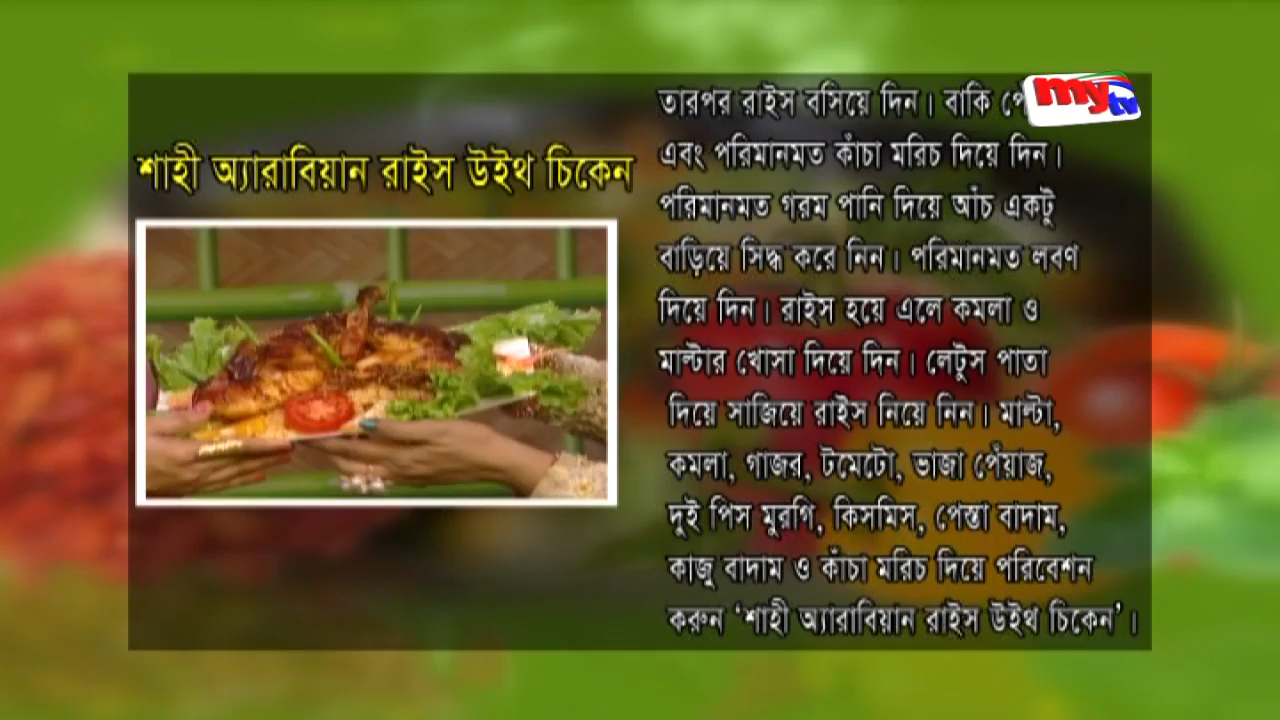 শাহী অ্যারাবিয়ান রাইস উইথ চিকেন
তারপর রাইস বসিয়ে দিন। বাকি
এবং পরিমানমত কাঁচা মরিচ দিয়ে দিন।
পরিমানমত গরম পানি দিয়ে আঁচ একটু
বাড়িয়ে সিদ্ধ করে নিন। পরিমানমত লবণ
দিয়ে দিন। রাইস হয়ে এলে কমলা ও
মাল্টার খোসা দিয়ে দিন। লেটুস পাতা
দিয়ে সাজিয়ে রাইস নিয়ে নিন। মাল্টা,
কমলা, গাজর, টমেটো, ভাজা পেঁয়াজ,
দুই পিস মুরগি, কিসমিস, পেস্তা বাদাম,
কাজু বাদাম ও কাঁচা মরিচ দিয়ে পরিবেশন
করুন ‘শাহী অ্যারাবিয়ান রাইস উইথ চিকেন’।
my tv